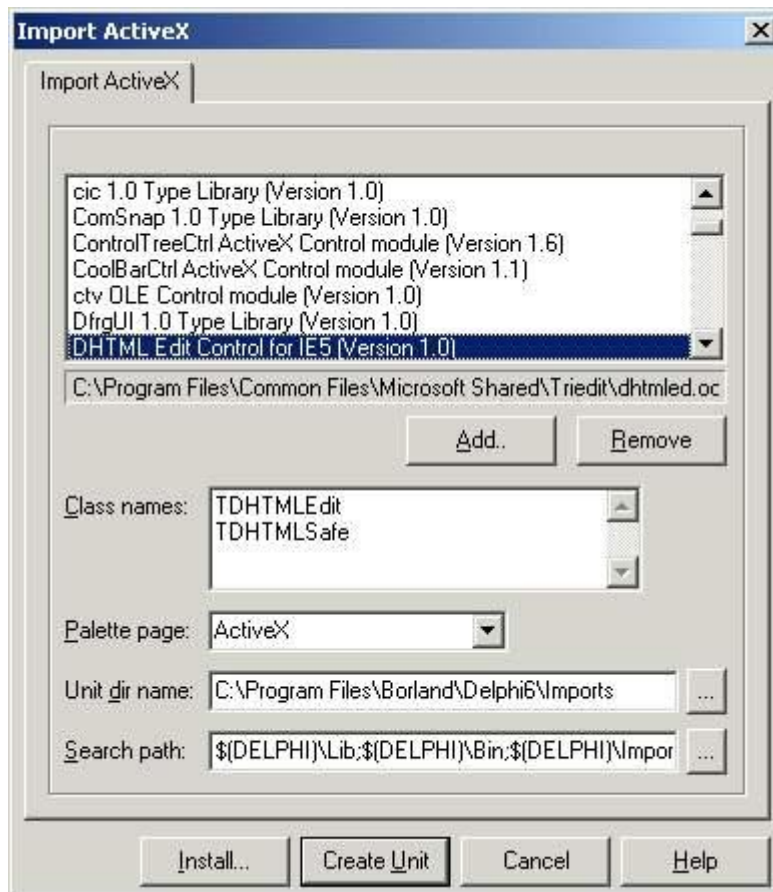 Import ActiveX
Import ActiveX
cic 1.0 Type Library (Version 1.0)
ComSnap 1.0 Type Library (Version 1.0)
ControlTreeCtrl ActiveX Control module (Version 1.6)
CoolBarCtrl ActiveX Control module (Version 1.1)
ctv OLE Control module (Version 1.0)
DfrgUI 1.0 Type Library (Version 1.0)
DHTML Edit Control for IE5 (Version 1.0)
C:\Program Files\Common Files\Microsoft Shared\Triedit\dhtmled.oc
Add.. Remove
Class names: TDHTMLEdit
TDHTMLSafe
Palette page: ActiveX
Unit dir name: C:\Program Files\Borland\Delphi6\Imports ...
Search path: $(DELPHI)\Lib;$(DELPHI)\Bin;$(DELPHI)\Impor ...
Install... Create Unit Cancel Help